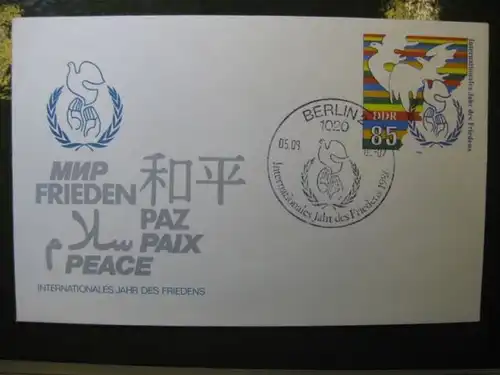 МИР
FRIEDEN 和平
PAZ
سلام PAIX
PEACE
INTERNATIONALES JAHR DES FRIEDENS
BERLIN
1020
05.09
Internationales Jahr des Friedens
DDR
85
Internationales Jahr des Friedens